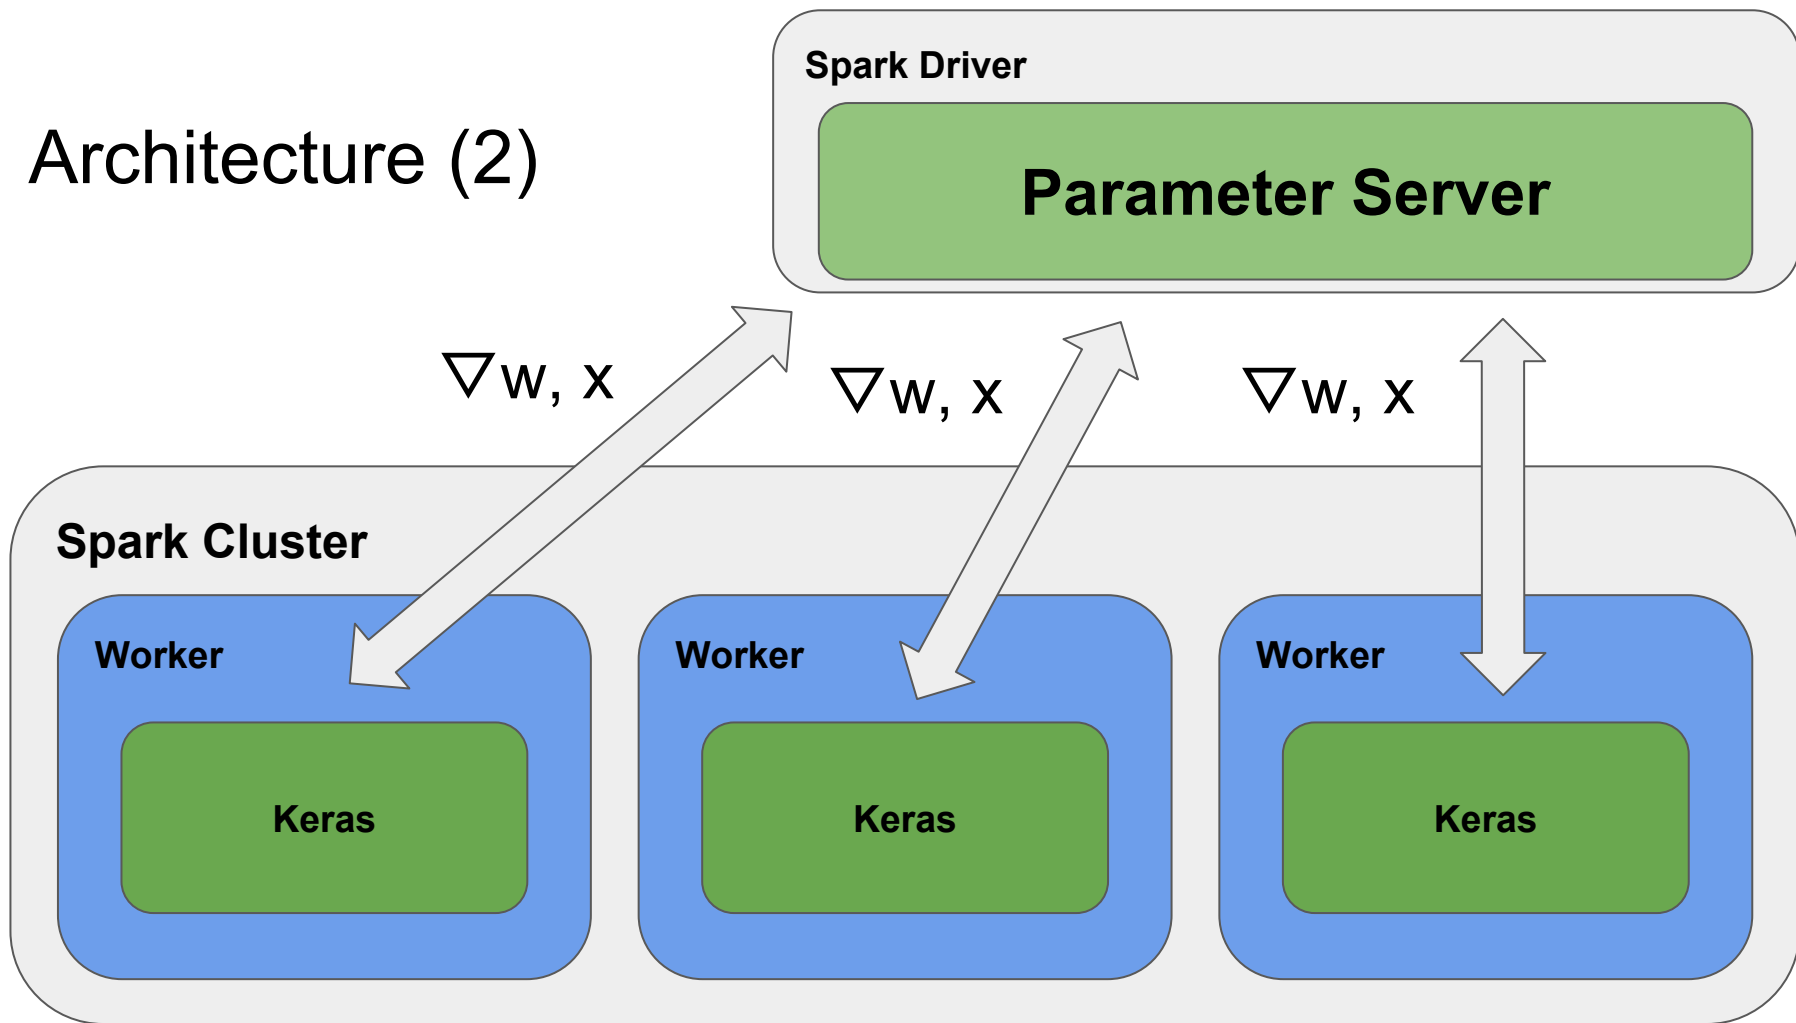 Architecture (2)
Spark Driver
Parameter Server
∇w, x
∇w, x
∇w, x
Spark Cluster
Worker
Worker
Worker
Keras
Keras
Keras